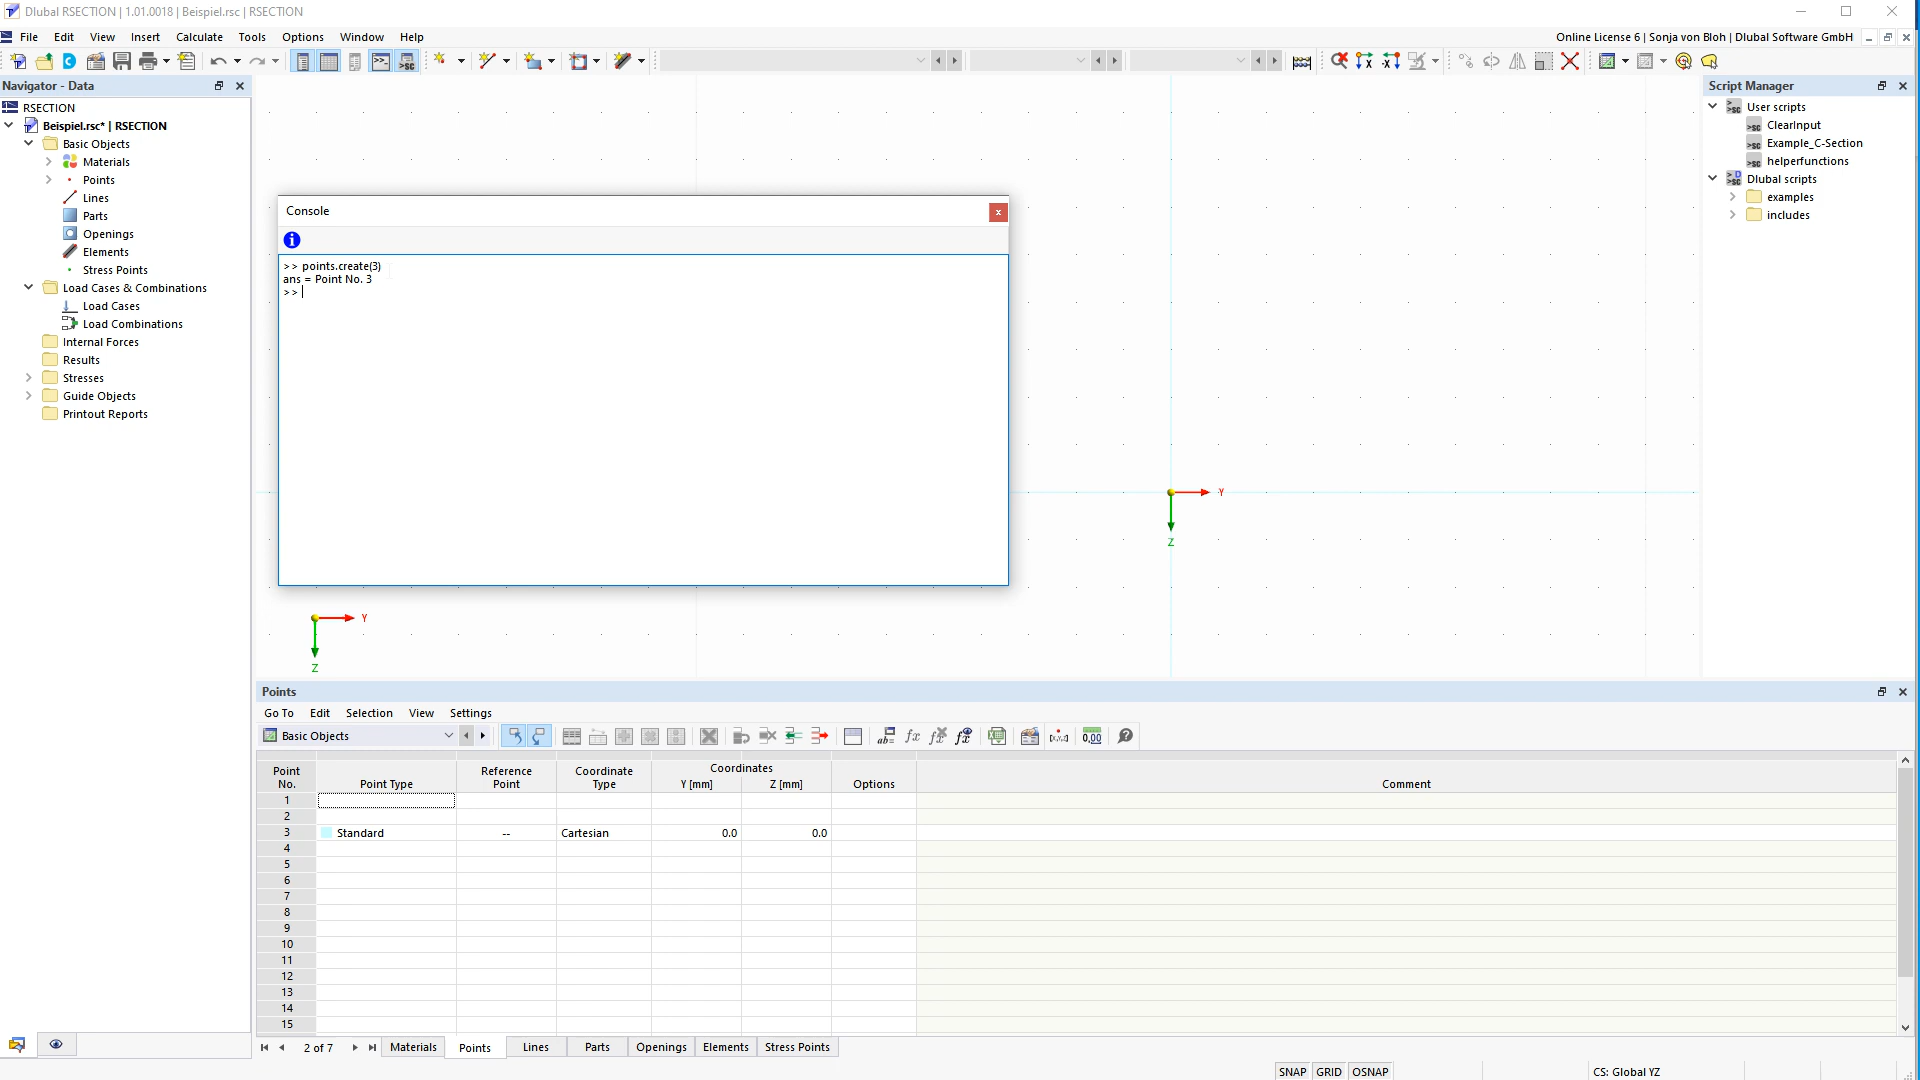 Dlubal RSECTION | 1.01.0018 | Beispiel.rsc | RSECTION
File Edit View Insert Calculate Tools Options Window Help
Online License 6 | Sonja von Bloh | Dlubal Software GmbH
Navigator - Data
RSECTION
Beispiel.rsc* | RSECTION
Basic Objects
Materials
Points
Lines
Parts
Openings
Elements
Stress Points
Load Cases & Combinations
Load Cases
Load Combinations
Internal Forces
Results
Stresses
Guide Objects
Printout Reports
Console
>> points.create(3)
ans = Point No. 3
>>
Y
Z
Y
Z
Script Manager
User scripts
ClearInput
Example_C-Section
helperfunctions
Dlubal scripts
examples
includes
Points
Go To Edit Selection View Settings
Basic Objects
Point No. Point Type Reference Point Coordinate Type Coordinates Y [mm] Z [mm] Options Comment
1
2
3 Standard -- Cartesian 0.0 0.0
4
5
6
7
8
9
10
11
12
13
14
15
2 of 7 Materials Points Lines Parts Openings Elements Stress Points
SNAP GRID OSNAP CS: Global YZ